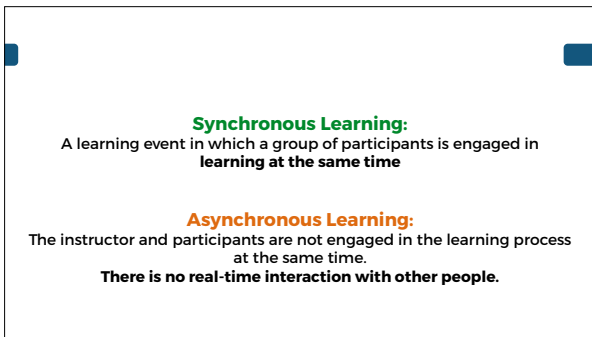 Synchronous Learning:
A learning event in which a group of participants is engaged in
learning at the same time
Asynchronous Learning:
The instructor and participants are not engaged in the learning process
at the same time.
There is no real-time interaction with other people.